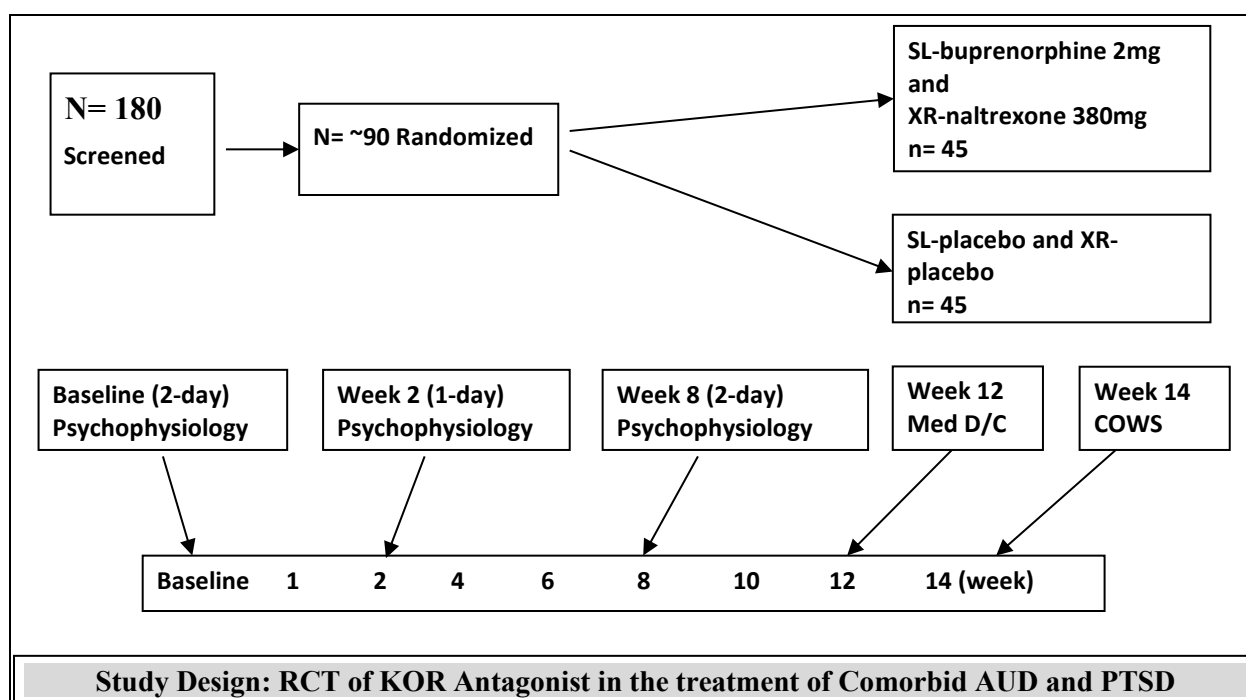 N= 180
Screened
N= ~90 Randomized
SL-buprenorphine 2mg
and
XR-naltrexone 380mg
n= 45
SL-placebo and XR-
placebo
n= 45
Baseline (2-day)
Psychophysiology
Week 2 (1-day)
Psychophysiology
Week 8 (2-day)
Psychophysiology
Week 12
Med D/C
Week 14
COWS
Baseline 1 2 4 6 8 10 12 14 (week)
Study Design: RCT of KOR Antagonist in the treatment of Comorbid AUD and PTSD